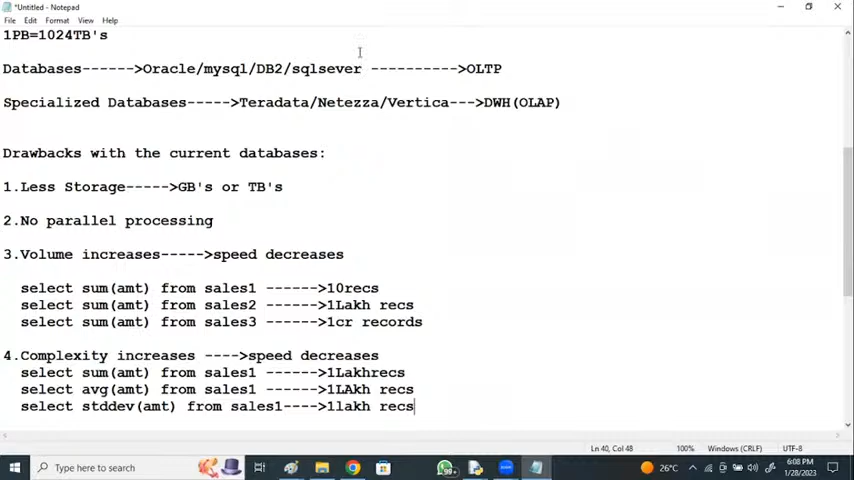 *Untitled - Notepad
File Edit Format View Help
1PB=1024TB's
Databases------>Oracle/mysql/DB2/sqlsever ---------->OLTP
Specialized Databases----->Teradata/Netezza/Vertica--->DWH(OLAP)
Drawbacks with the current databases:
1.Less Storage----->GB's or TB's
2.No parallel processing
3.Volume increases----->speed decreases
select sum(amt) from sales1 ------>10recs
select sum(amt) from sales2 ------>1Lakh recs
select sum(amt) from sales3 ------>1cr records
4.Complexity increases ---->speed decreases
select sum(amt) from sales1 ------>1Lakhrecs
select avg(amt) from sales1 ------>1LAkh recs
select stddev(amt) from sales1---->1lakh recs
Ln 40, Col 48 100% Windows (CRLF) UTF-8
Type here to search 99+ 26°C 6:08 PM
1/28/2023